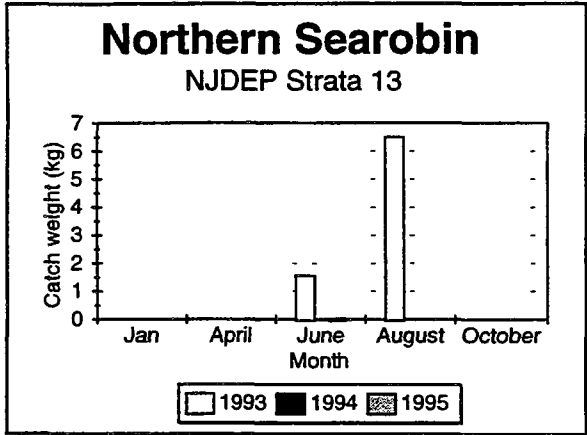 Northern Searobin
NJDEP Strata 13
Catch weight (kg)
7
6
5
4
3
2
1
0
Jan April June August October
Month
1993 1994 1995